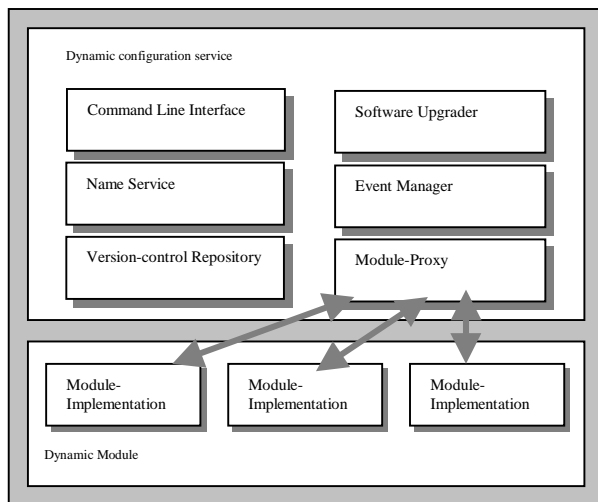 Dynamic configuration service
Command Line Interface
Software Upgrader
Name Service
Event Manager
Version-control Repository
Module-Proxy
Module-
Implementation
Module-
Implementation
Module-
Implementation
Dynamic Module